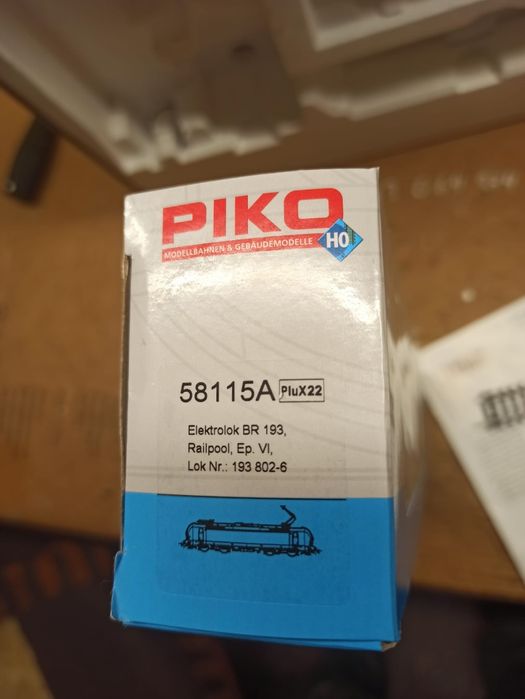 PIKO
MODELLBAHNEN & GEBÄUDEMODELLE
H0
58115A PluX22
Elektrolok BR 193,
Railpool, Ep. VI,
Lok Nr.: 193 802-6